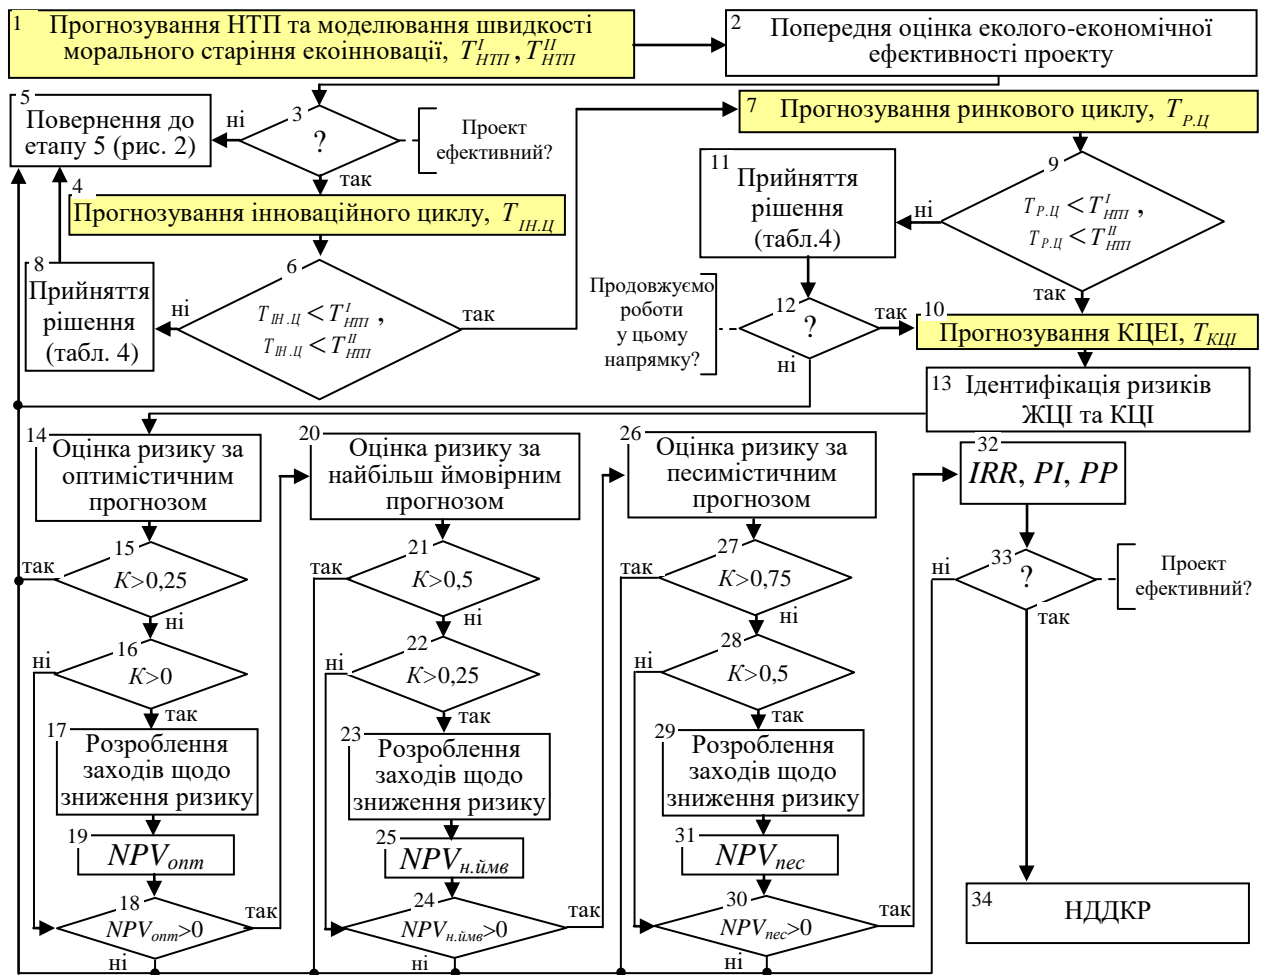 1
Прогнозування НТП та моделювання швидкості
морального старіння екоінновації, T^I_НТП, T^II_НТП
2
Попередня оцінка еколого-економічної
ефективності проекту
3
?
Проект
ефективний?
ні
так
5
Повернення до
етапу 5 (рис. 2)
4
Прогнозування інноваційного циклу, T_ІН.Ц
6
T_ІН.Ц < T^I_НТП ,
T_ІН.Ц < T^II_НТП
ні
так
8
Прийняття
рішення
(табл. 4)
7
Прогнозування ринкового циклу, T_Р.Ц
9
T_Р.Ц < T^I_НТП ,
T_Р.Ц < T^II_НТП
ні
так
11
Прийняття
рішення
(табл.4)
12
?
Продовжуємо
роботи
у цьому
напрямку?
так
ні
10
Прогнозування КЦЕІ, T_КЦІ
13
Ідентифікація ризиків
ЖЦІ та КЦІ
14
Оцінка ризику за
оптимістичним
прогнозом
15
K>0,25
так
ні
16
K>0
ні
так
17
Розроблення
заходів щодо
зниження ризику
19
NPV_опт
18
NPV_опт>0
так
ні
20
Оцінка ризику за
найбільш ймовірним
прогнозом
21
K>0,5
так
ні
22
K>0,25
ні
так
23
Розроблення
заходів щодо
зниження ризику
25
NPV_н.ймв
24
NPV_н.ймв>0
так
ні
26
Оцінка ризику за
песимістичним
прогнозом
27
K>0,75
так
ні
28
K>0,5
ні
так
29
Розроблення
заходів щодо
зниження ризику
31
NPV_пес
30
NPV_пес>0
так
ні
32
IRR, PI, PP
33
?
Проект
ефективний?
ні
так
34
НДДКР